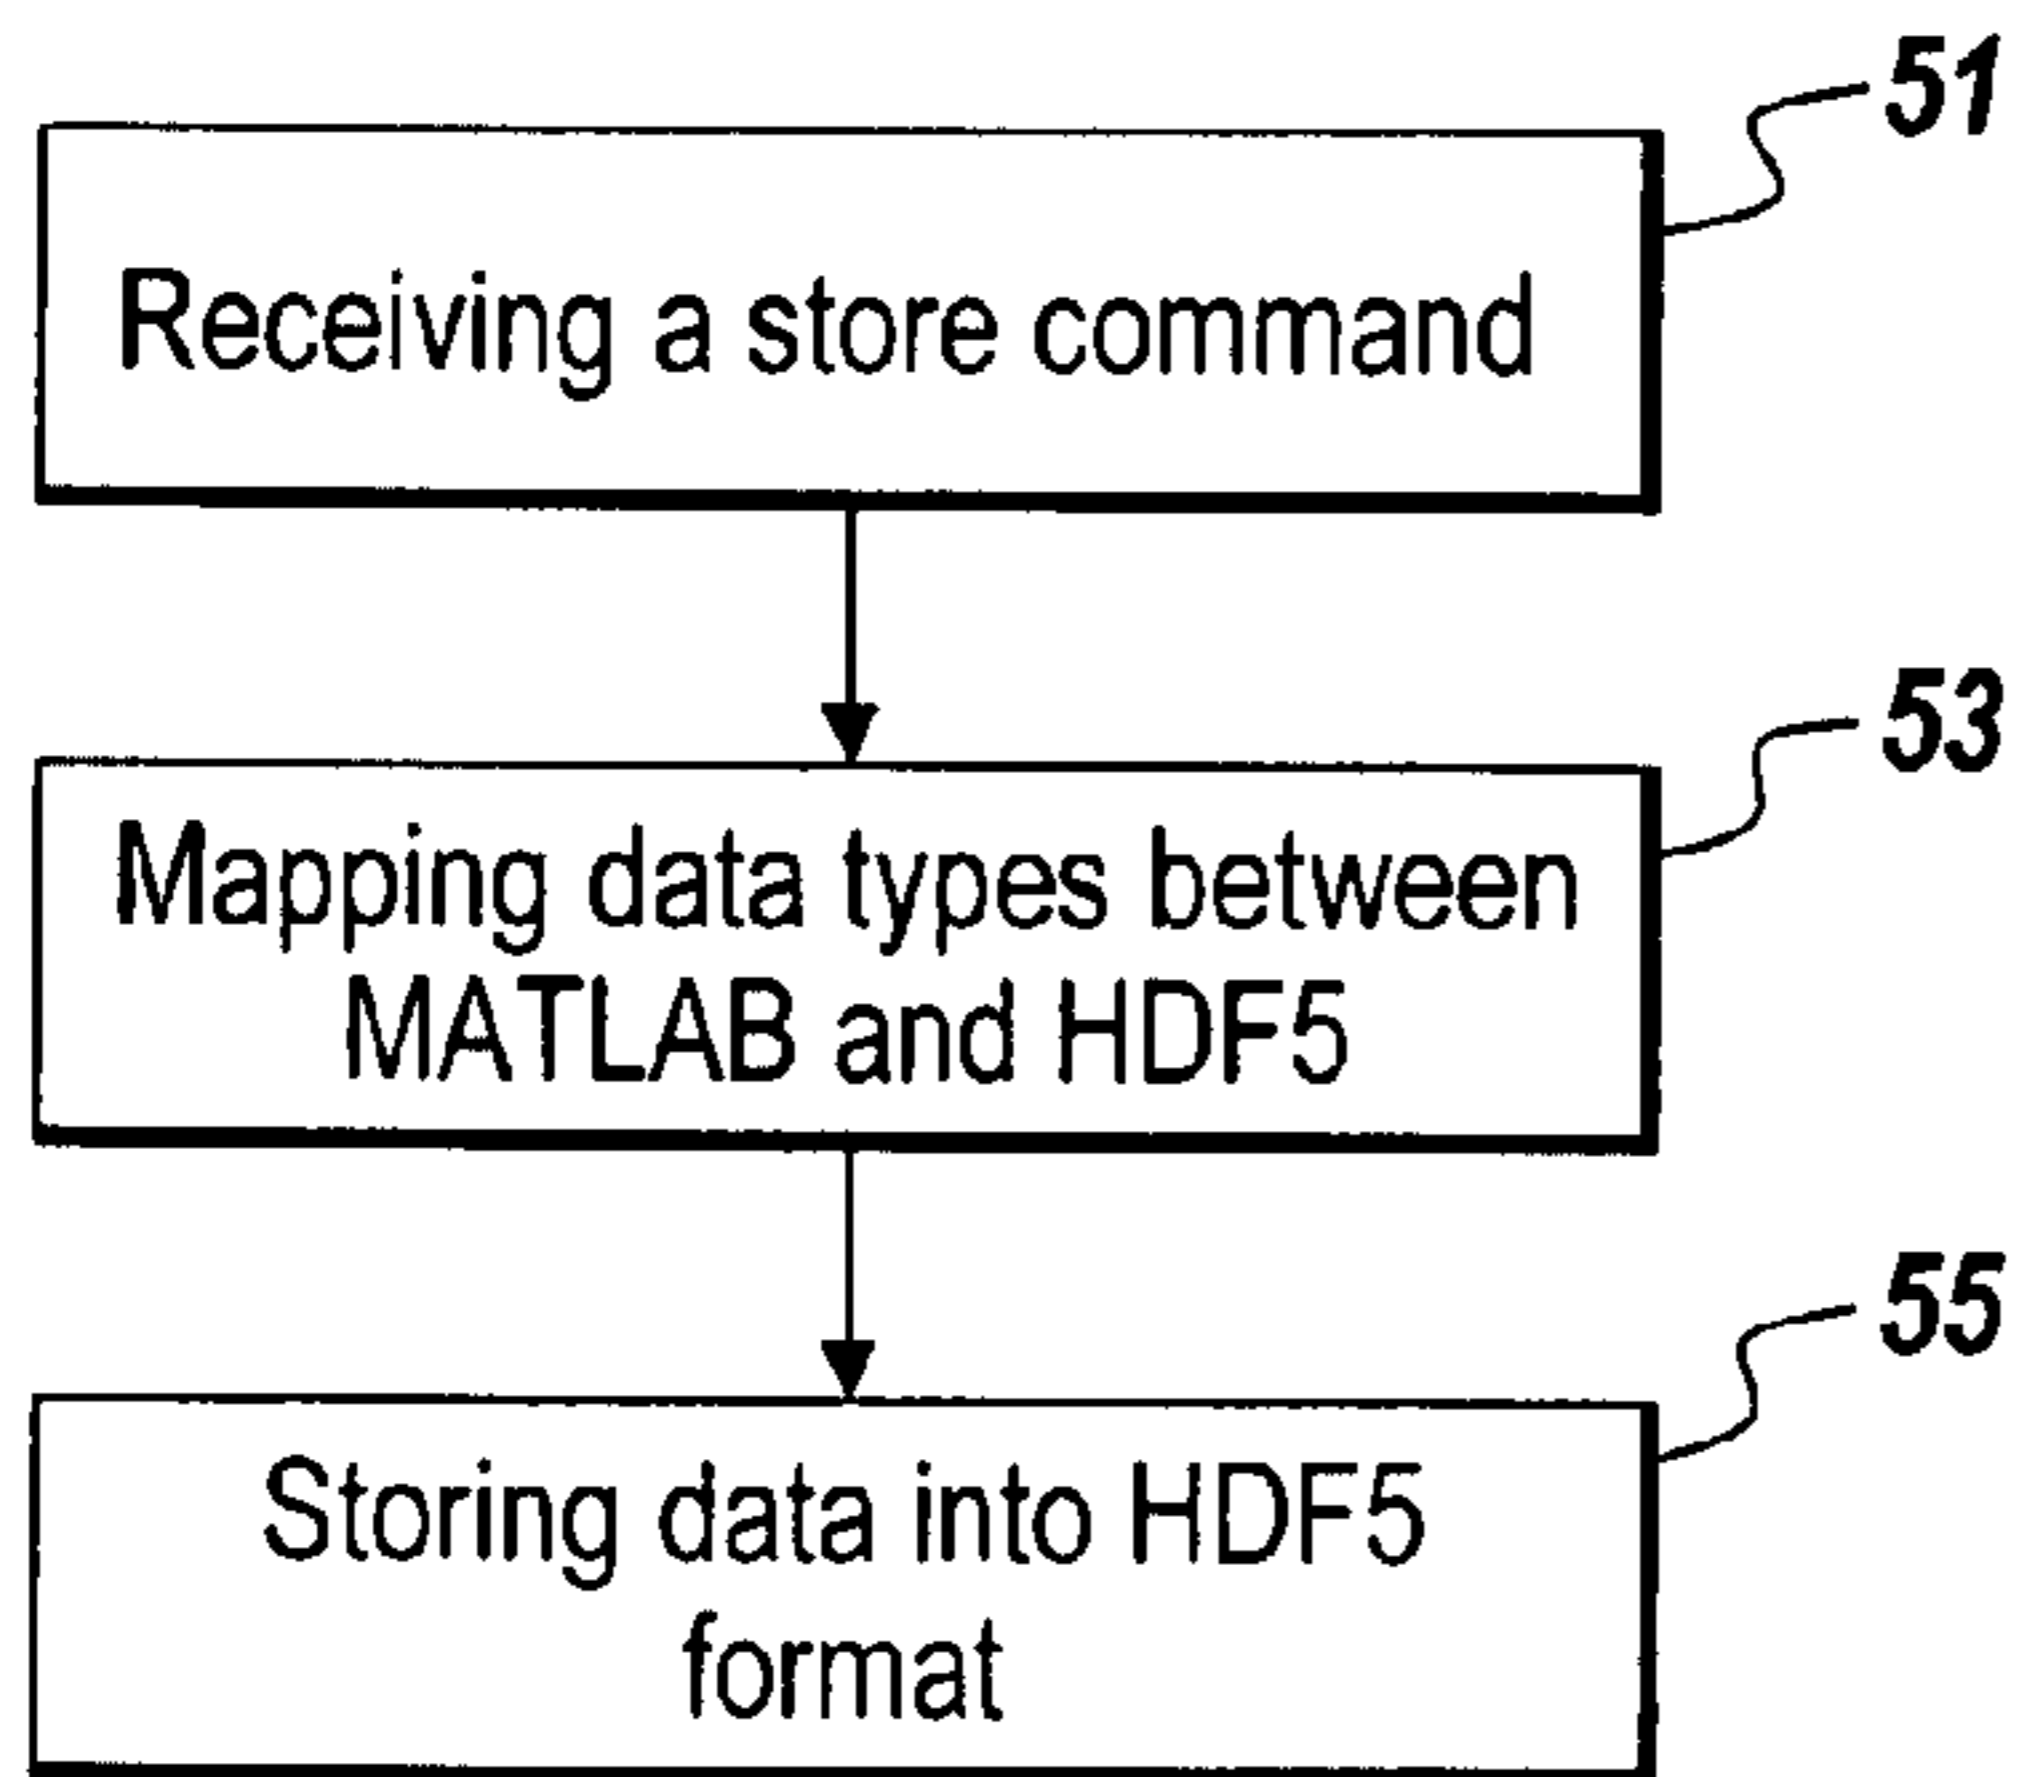 51
Receiving a store command
53
Mapping data types between
MATLAB and HDF5
55
Storing data into HDF5
format